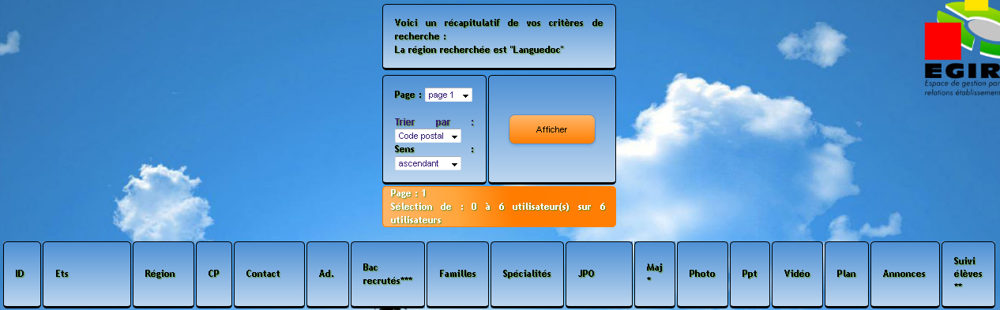 Voici un récapitulatif de vos critères de
recherche :
La région recherchée est "Languedoc"
EGIR
Espace de gestion par
relations établissement
Page : page 1
Trier par :
Code postal
Sens :
ascendant
Afficher
Page : 1
Sélection de : 0 à 6 utilisateur(s) sur 6
utilisateurs
ID
Ets
Région
CP
Contact
Ad.
Bac
recrutés***
Familles
Spécialités
JPO
Maj
*
Photo
Ppt
Vidéo
Plan
Annonces
Suivi
élèves
**